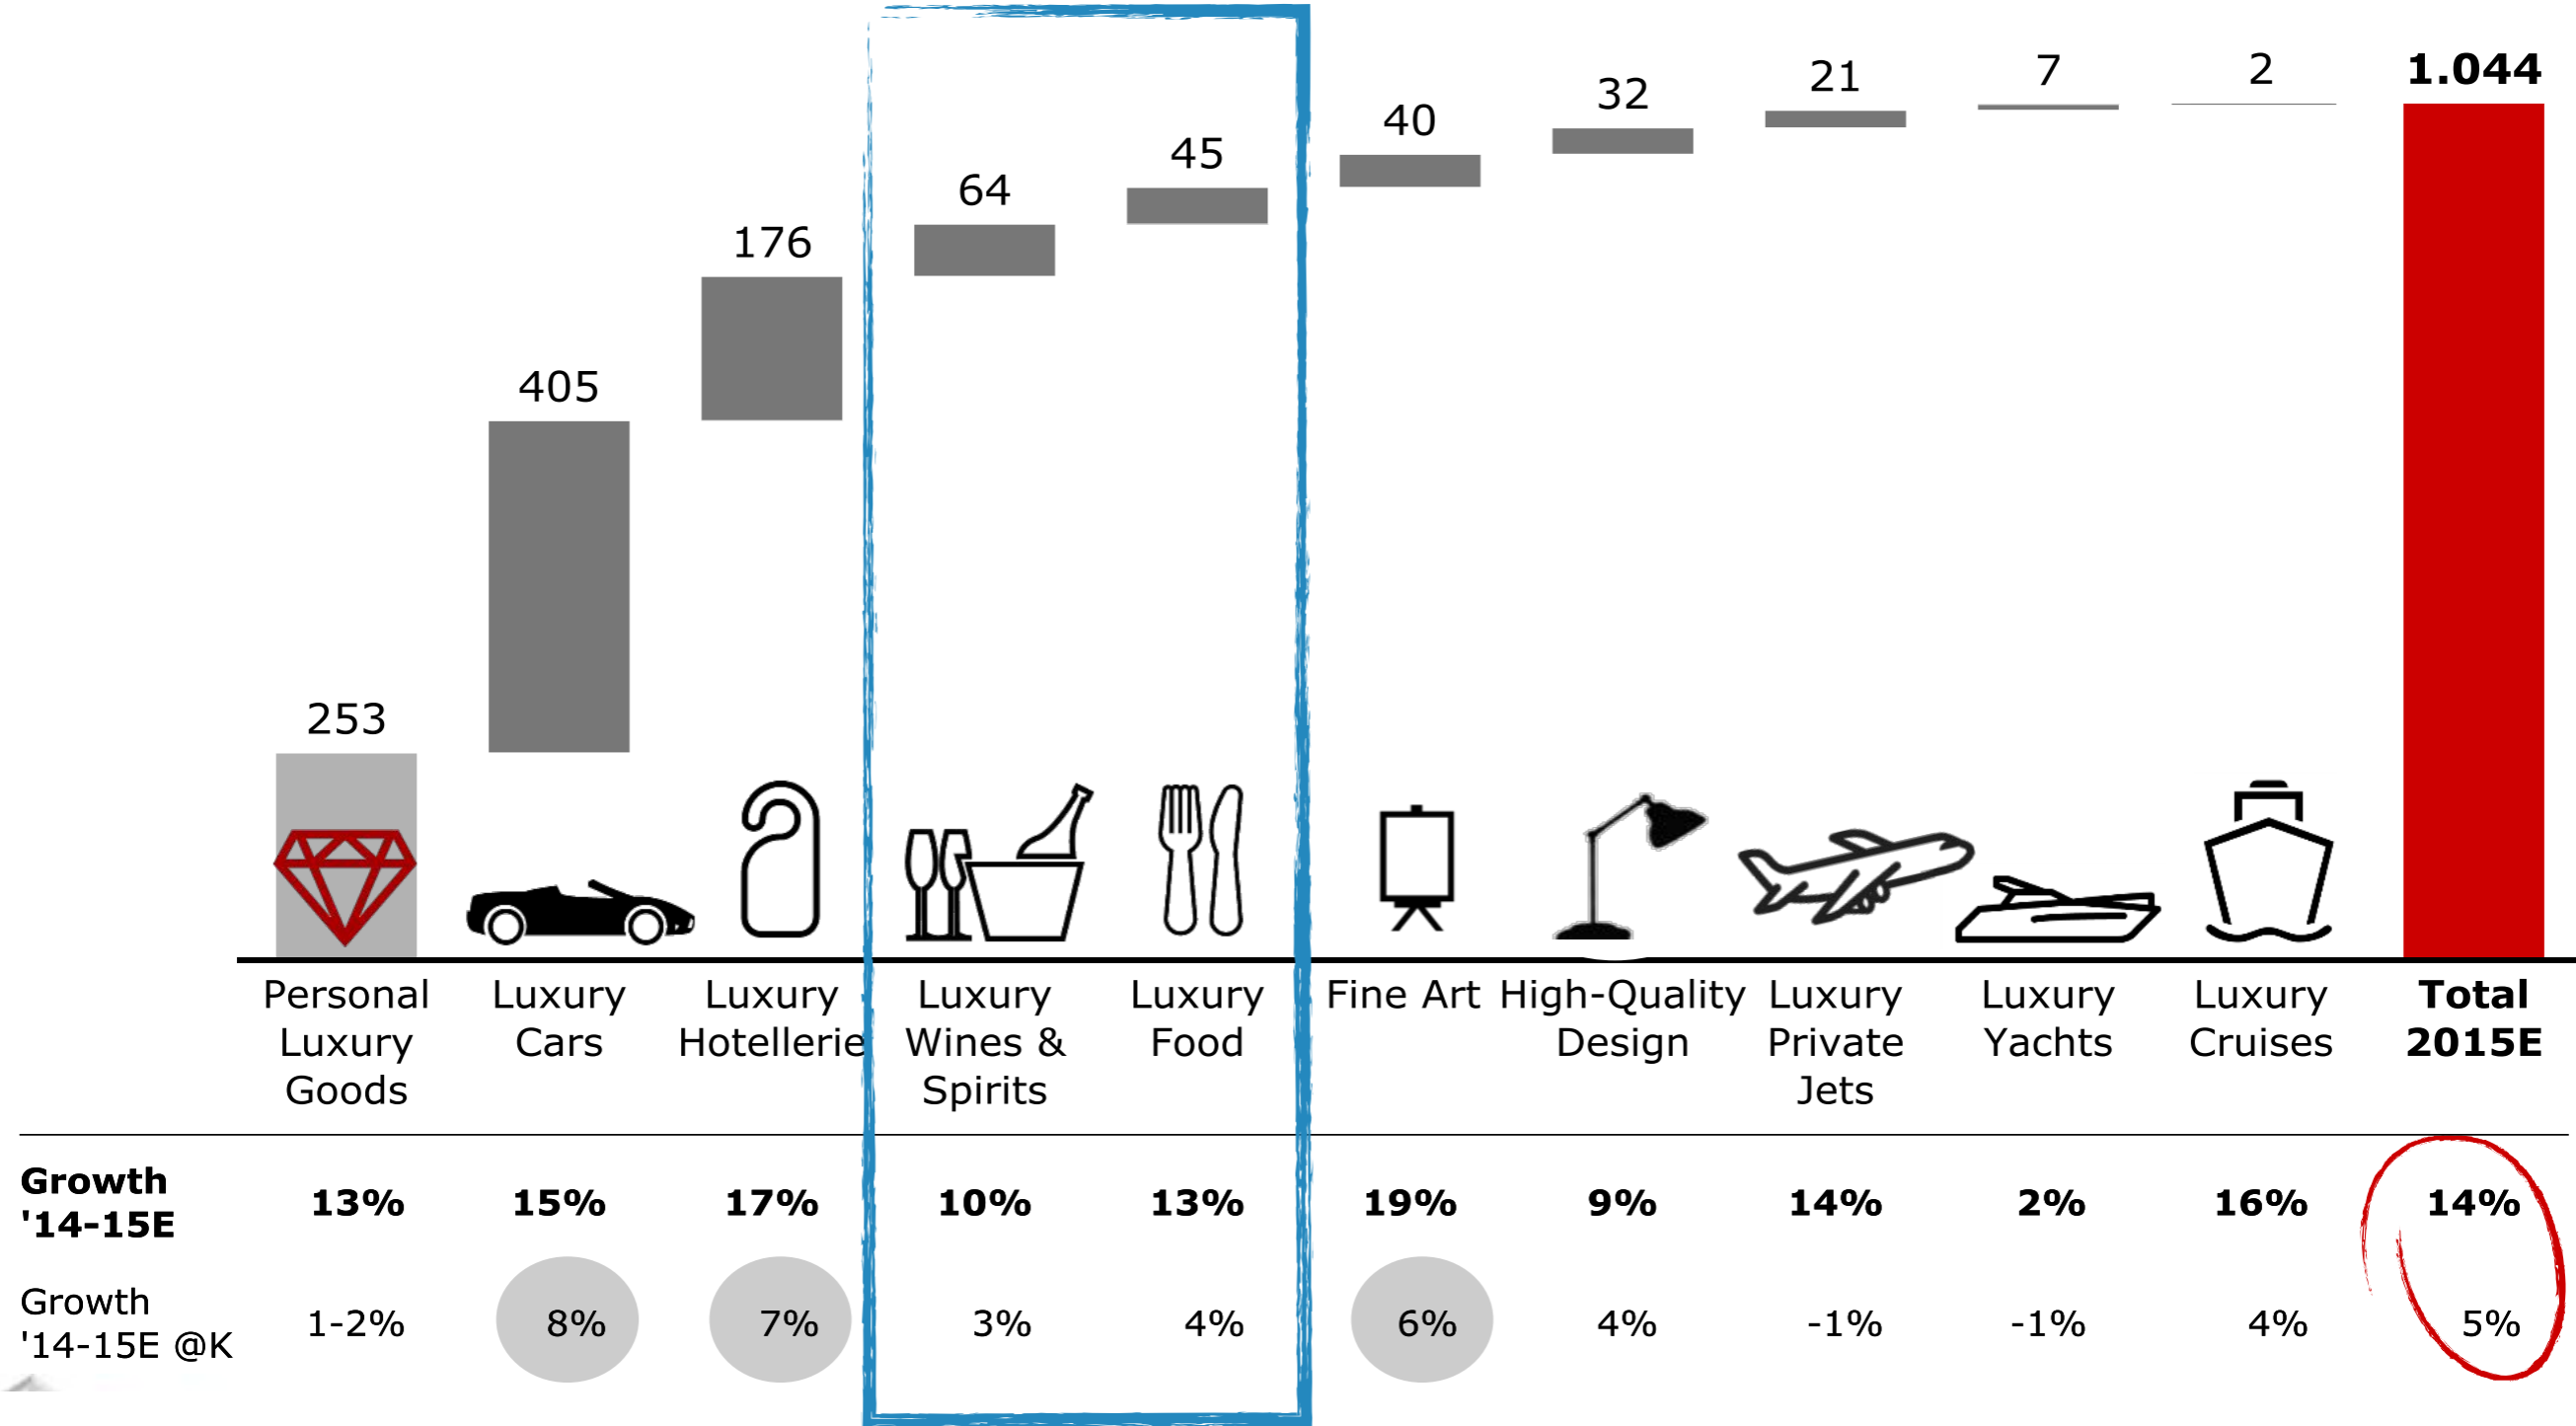 1.044
2
7
21
32
40
45
64
176
405
253
Personal Luxury Goods
Luxury Cars
Luxury Hotellerie
Luxury Wines & Spirits
Luxury Food
Fine Art
High-Quality Design
Luxury Private Jets
Luxury Yachts
Luxury Cruises
Total 2015E
Growth '14-15E 13% 15% 17% 10% 13% 19% 9% 14% 2% 16% 14%
Growth '14-15E @K 1-2% 8% 7% 3% 4% 6% 4% -1% -1% 4% 5%